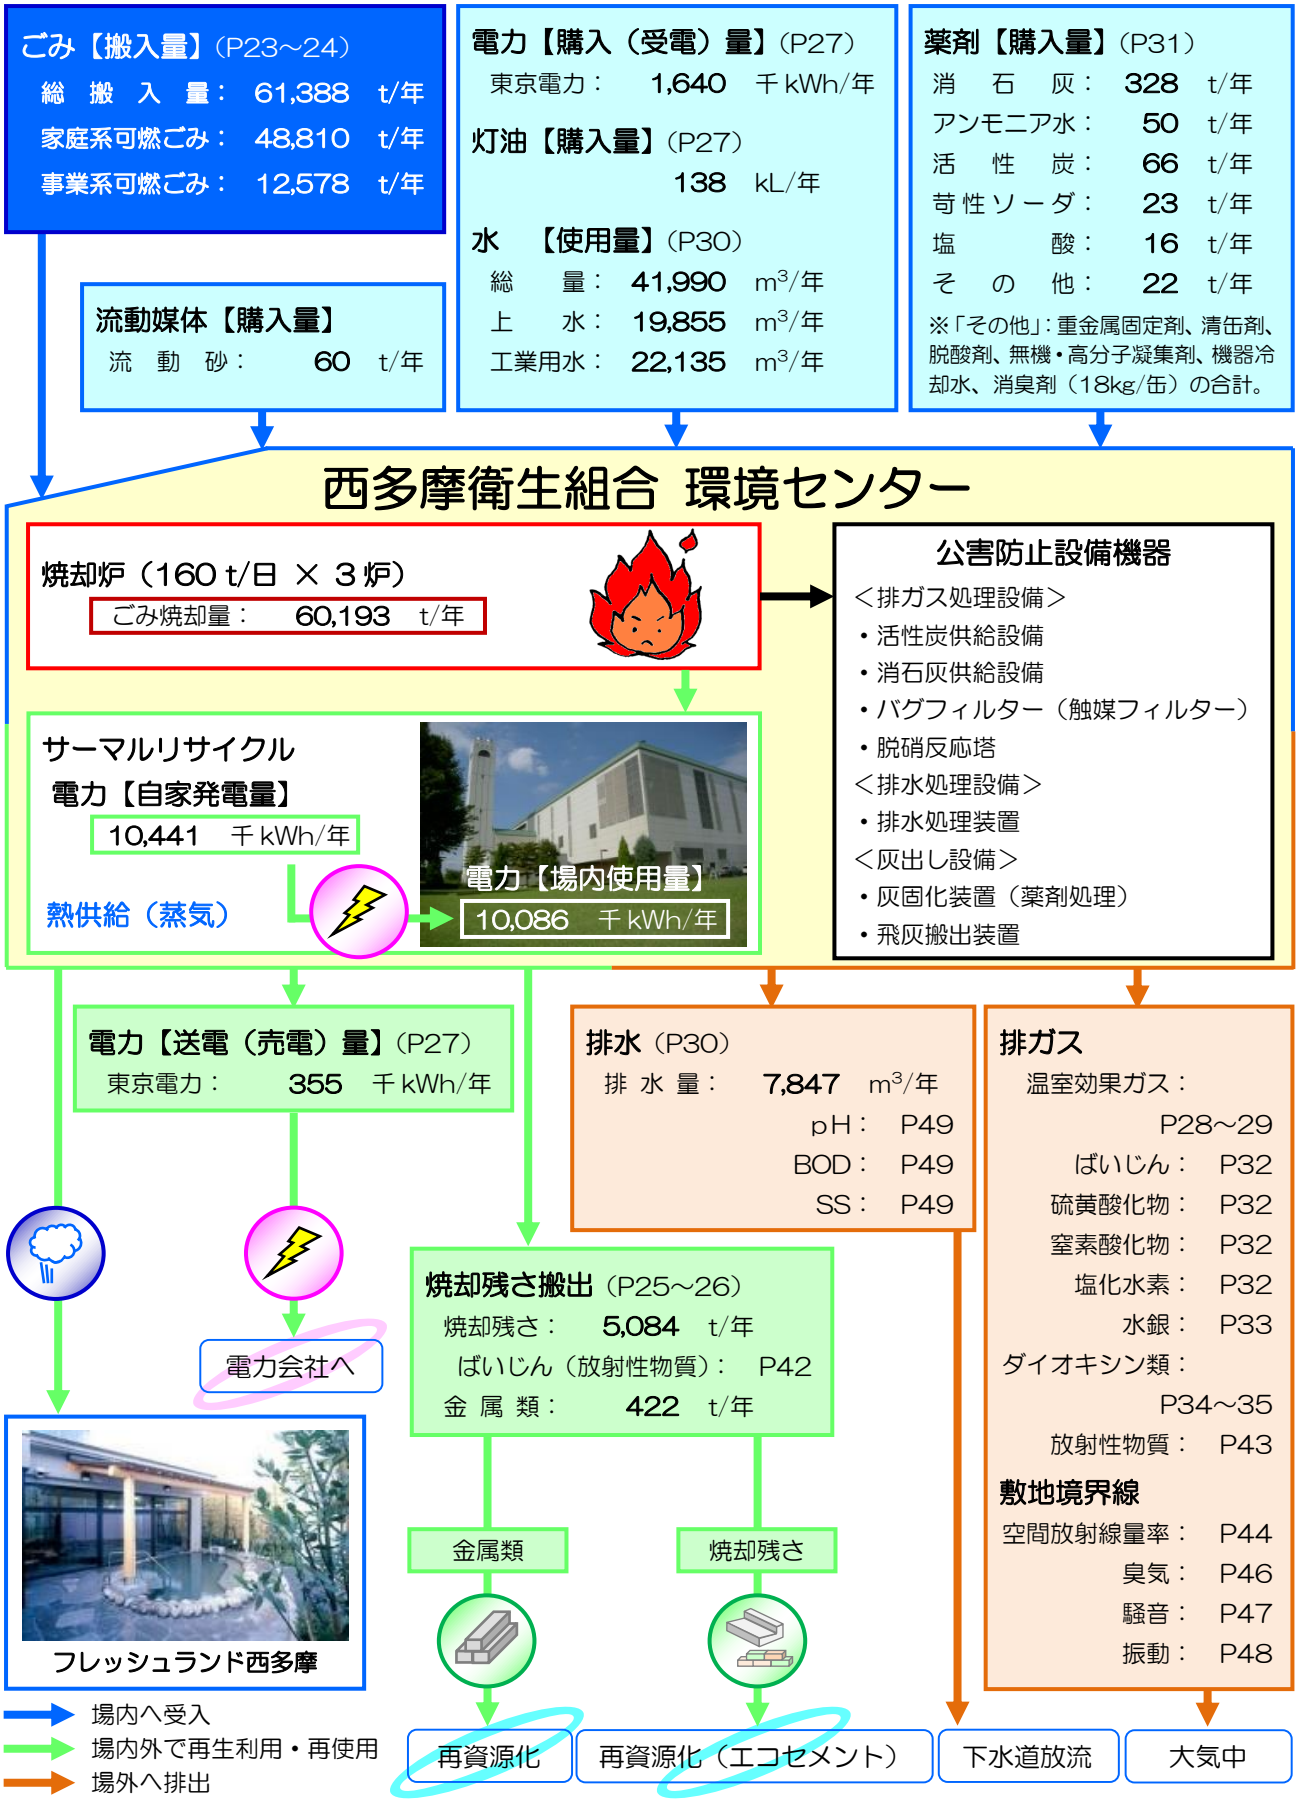 ごみ【搬入量】（P23～24）
総搬入量： 61,388 t/年
家庭系可燃ごみ： 48,810 t/年
事業系可燃ごみ： 12,578 t/年
流動媒体【購入量】
流動砂： 60 t/年
電力【購入（受電）量】（P27）
東京電力： 1,640 千kWh/年
灯油【購入量】（P27）
138 kL/年
水 【使用量】（P30）
総量： 41,990 m³/年
上水： 19,855 m³/年
工業用水： 22,135 m³/年
薬剤【購入量】（P31）
消石灰： 328 t/年
アンモニア水： 50 t/年
活性炭： 66 t/年
苛性ソーダ： 23 t/年
塩酸： 16 t/年
その他： 22 t/年
※「その他」：重金属固定剤、清缶剤、
脱酸剤、無機・高分子凝集剤、機器冷
却水、消臭剤（18kg/缶）の合計。
西多摩衛生組合 環境センター
焼却炉（160 t/日 × 3炉）
ごみ焼却量： 60,193 t/年
サーマルリサイクル
電力【自家発電量】
10,441 千kWh/年
熱供給（蒸気）
電力【場内使用量】
10,086 千kWh/年
公害防止設備機器
＜排ガス処理設備＞
・活性炭供給設備
・消石灰供給設備
・バグフィルター（触媒フィルター）
・脱硝反応塔
＜排水処理設備＞
・排水処理装置
＜灰出し設備＞
・灰固化装置（薬剤処理）
・飛灰搬出装置
電力【送電（売電）量】（P27）
東京電力： 355 千kWh/年
電力会社へ
フレッシュランド西多摩
排水（P30）
排水量： 7,847 m³/年
pH： P49
BOD： P49
SS： P49
焼却残さ搬出（P25～26）
焼却残さ： 5,084 t/年
ばいじん（放射性物質）： P42
金属類： 422 t/年
金属類
焼却残さ
排ガス
温室効果ガス：
P28～29
ばいじん： P32
硫黄酸化物： P32
窒素酸化物： P32
塩化水素： P32
水銀： P33
ダイオキシン類：
P34～35
放射性物質： P43
敷地境界線
空間放射線量率： P44
臭気： P46
騒音： P47
振動： P48
場内へ受入
場内外で再生利用・再使用
場外へ排出
再資源化
再資源化（エコセメント）
下水道放流
大気中